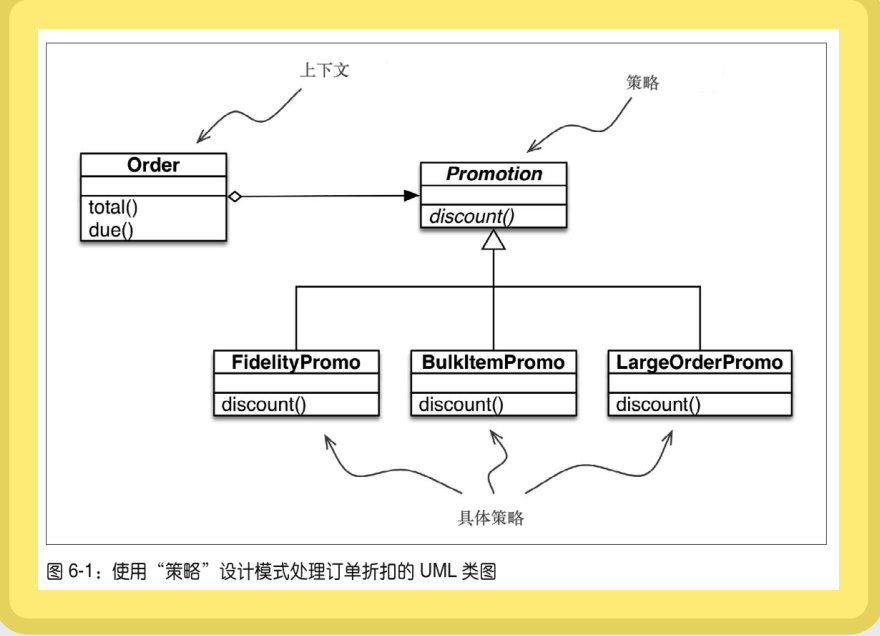 上下文
策略
Order
total()
due()
Promotion
discount()
FidelityPromo
discount()
BulkItemPromo
discount()
LargeOrderPromo
discount()
具体策略
图 6-1：使用“策略”设计模式处理订单折扣的 UML 类图